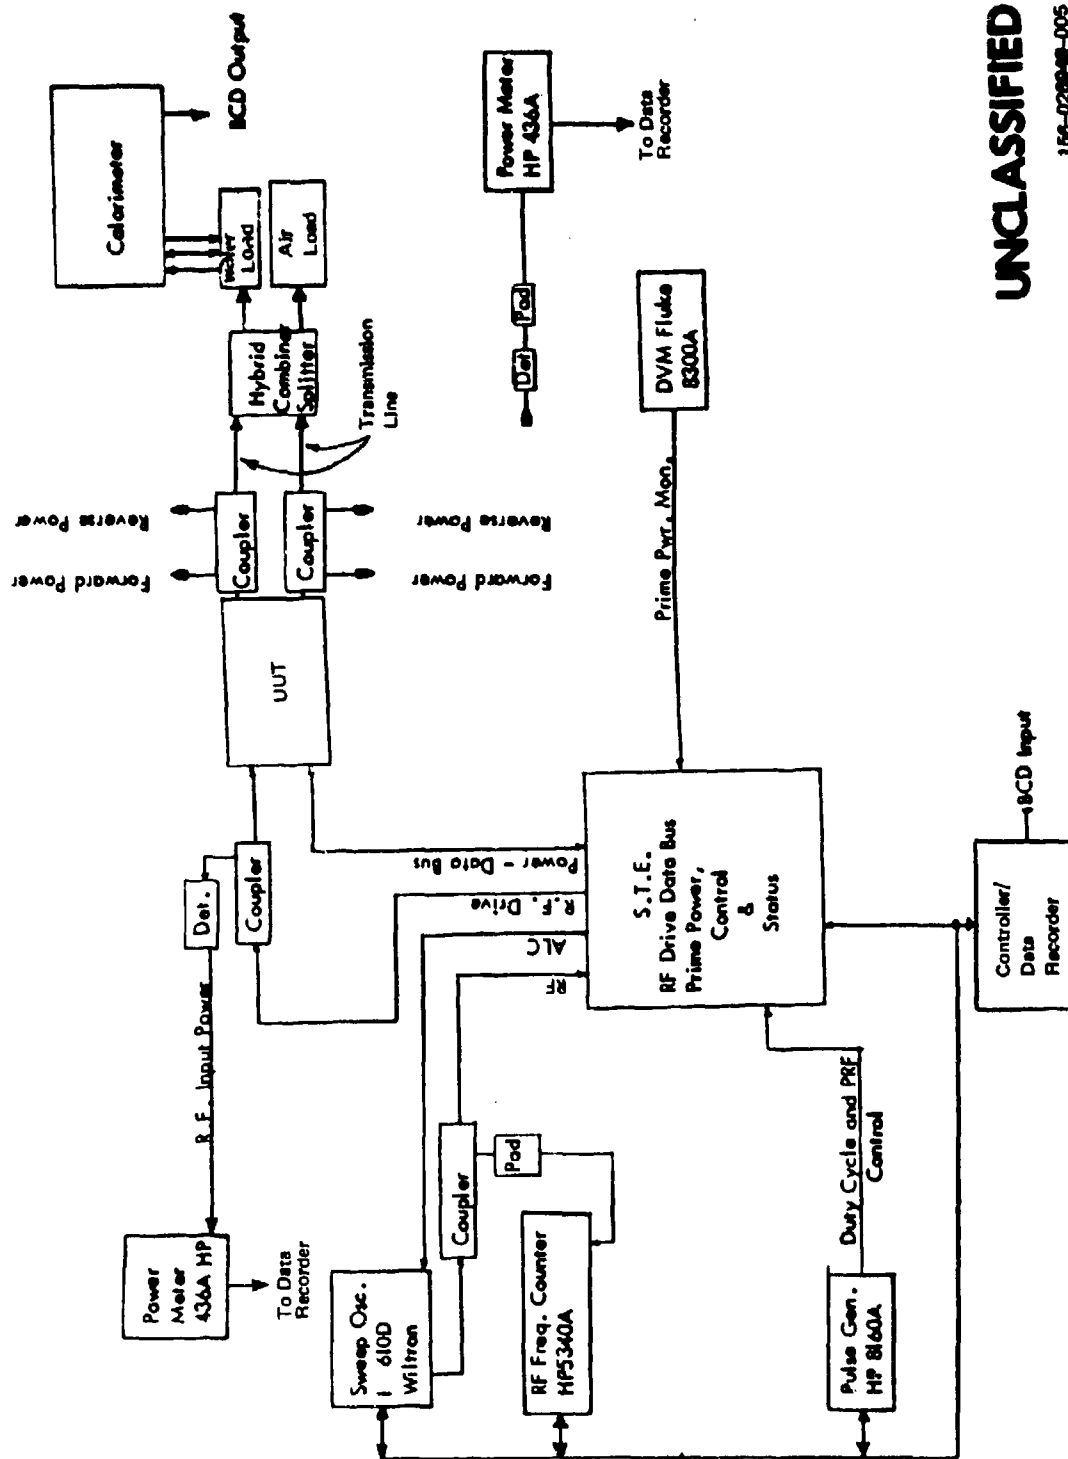 Calorimeter
BCD Output
Water
Load
Air
Load
Hybrid
Combiner
Splitter
Transmission
Line
Reverse Power
Forward Power
Coupler
Coupler
Reverse Power
Forward Power
UUT
Power Meter
HP 436A
To Data
Recorder
Pad
Det
DVM Fluke
8300A
Prime Pwr. Mon.
Coupler
Det.
R.F. Input Power
Power
Meter
436A HP
To Data
Recorder
Power - Data Bus
R.F. Drive
ALC
RF
S.T.E.
RF Drive Data Bus
Prime Power,
Control
&
Status
Sweep Osc.
610D
Wiltron
Coupler
Pad
RF Freq. Counter
HP5340A
Pulse Gen.
HP 8160A
Duty Cycle and PRF
Control
Controller/
Data
Recorder
BCD Input
UNCLASSIFIED